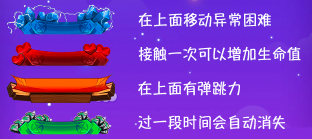 在上面移动异常困难
接触一次可以增加生命值
在上面有弹跳力
过一段时间会自动消失